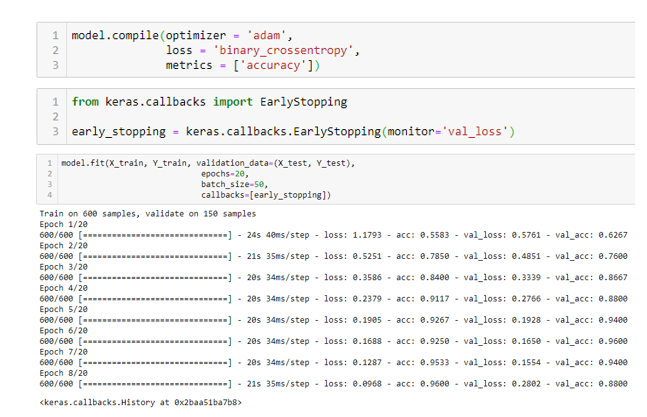 1 model.compile(optimizer = 'adam',
2 loss = 'binary_crossentropy',
3 metrics = ['accuracy'])
1 from keras.callbacks import EarlyStopping
2
3 early_stopping = keras.callbacks.EarlyStopping(monitor='val_loss')
1 model.fit(X_train, Y_train, validation_data=(X_test, Y_test),
2 epochs=20,
3 batch_size=50,
4 callbacks=[early_stopping])
Train on 600 samples, validate on 150 samples
Epoch 1/20
600/600 [==============================] - 24s 40ms/step - loss: 1.1793 - acc: 0.5583 - val_loss: 0.5761 - val_acc: 0.6267
Epoch 2/20
600/600 [==============================] - 21s 35ms/step - loss: 0.5251 - acc: 0.7850 - val_loss: 0.4851 - val_acc: 0.7600
Epoch 3/20
600/600 [==============================] - 20s 34ms/step - loss: 0.3586 - acc: 0.8400 - val_loss: 0.3339 - val_acc: 0.8667
Epoch 4/20
600/600 [==============================] - 20s 34ms/step - loss: 0.2379 - acc: 0.9117 - val_loss: 0.2766 - val_acc: 0.8800
Epoch 5/20
600/600 [==============================] - 20s 34ms/step - loss: 0.1905 - acc: 0.9267 - val_loss: 0.1928 - val_acc: 0.9400
Epoch 6/20
600/600 [==============================] - 20s 34ms/step - loss: 0.1688 - acc: 0.9250 - val_loss: 0.1650 - val_acc: 0.9600
Epoch 7/20
600/600 [==============================] - 20s 34ms/step - loss: 0.1287 - acc: 0.9533 - val_loss: 0.1554 - val_acc: 0.9400
Epoch 8/20
600/600 [==============================] - 21s 35ms/step - loss: 0.0968 - acc: 0.9600 - val_loss: 0.2802 - val_acc: 0.8800
<keras.callbacks.History at 0x2baa51ba7b8>